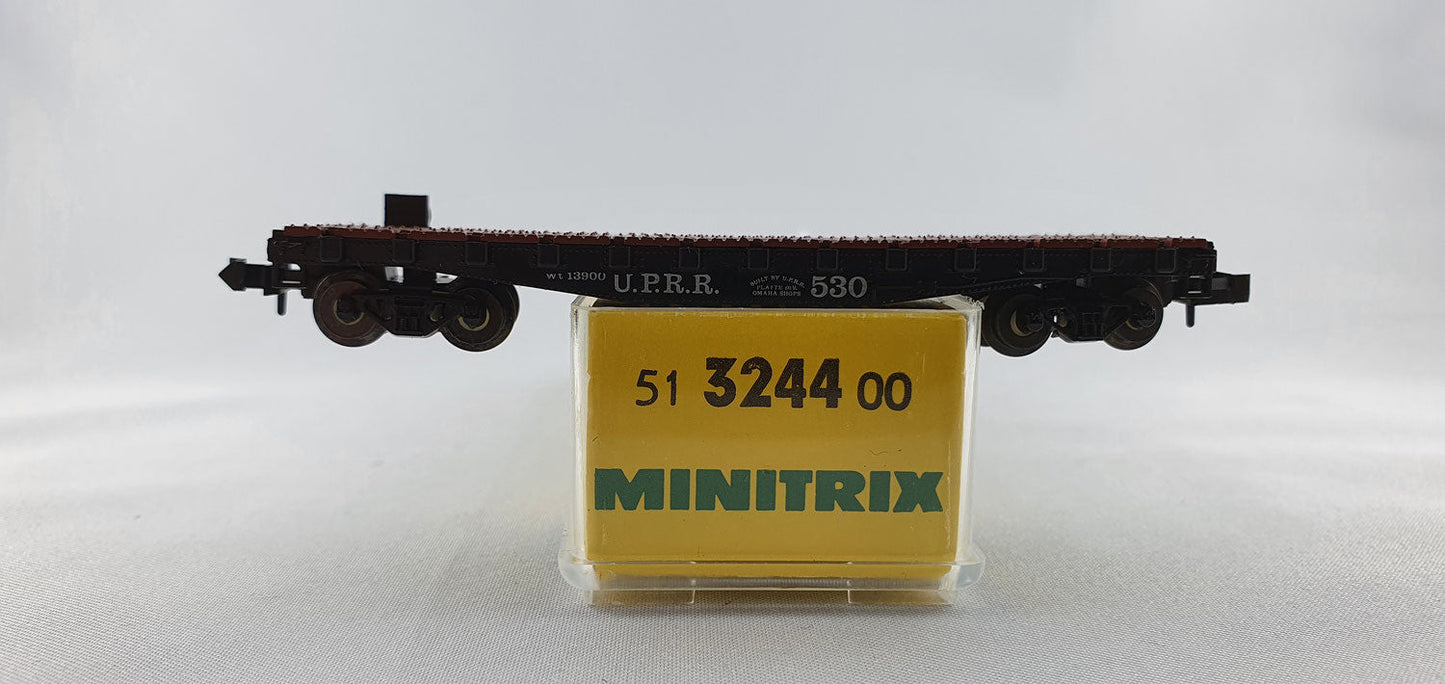 wt 13900 U.P.R.R. BUILT BY U.P.R.R. 530
PLATTE DIV.
OMAHA SHOPS
51 3244 00
MINITRIX